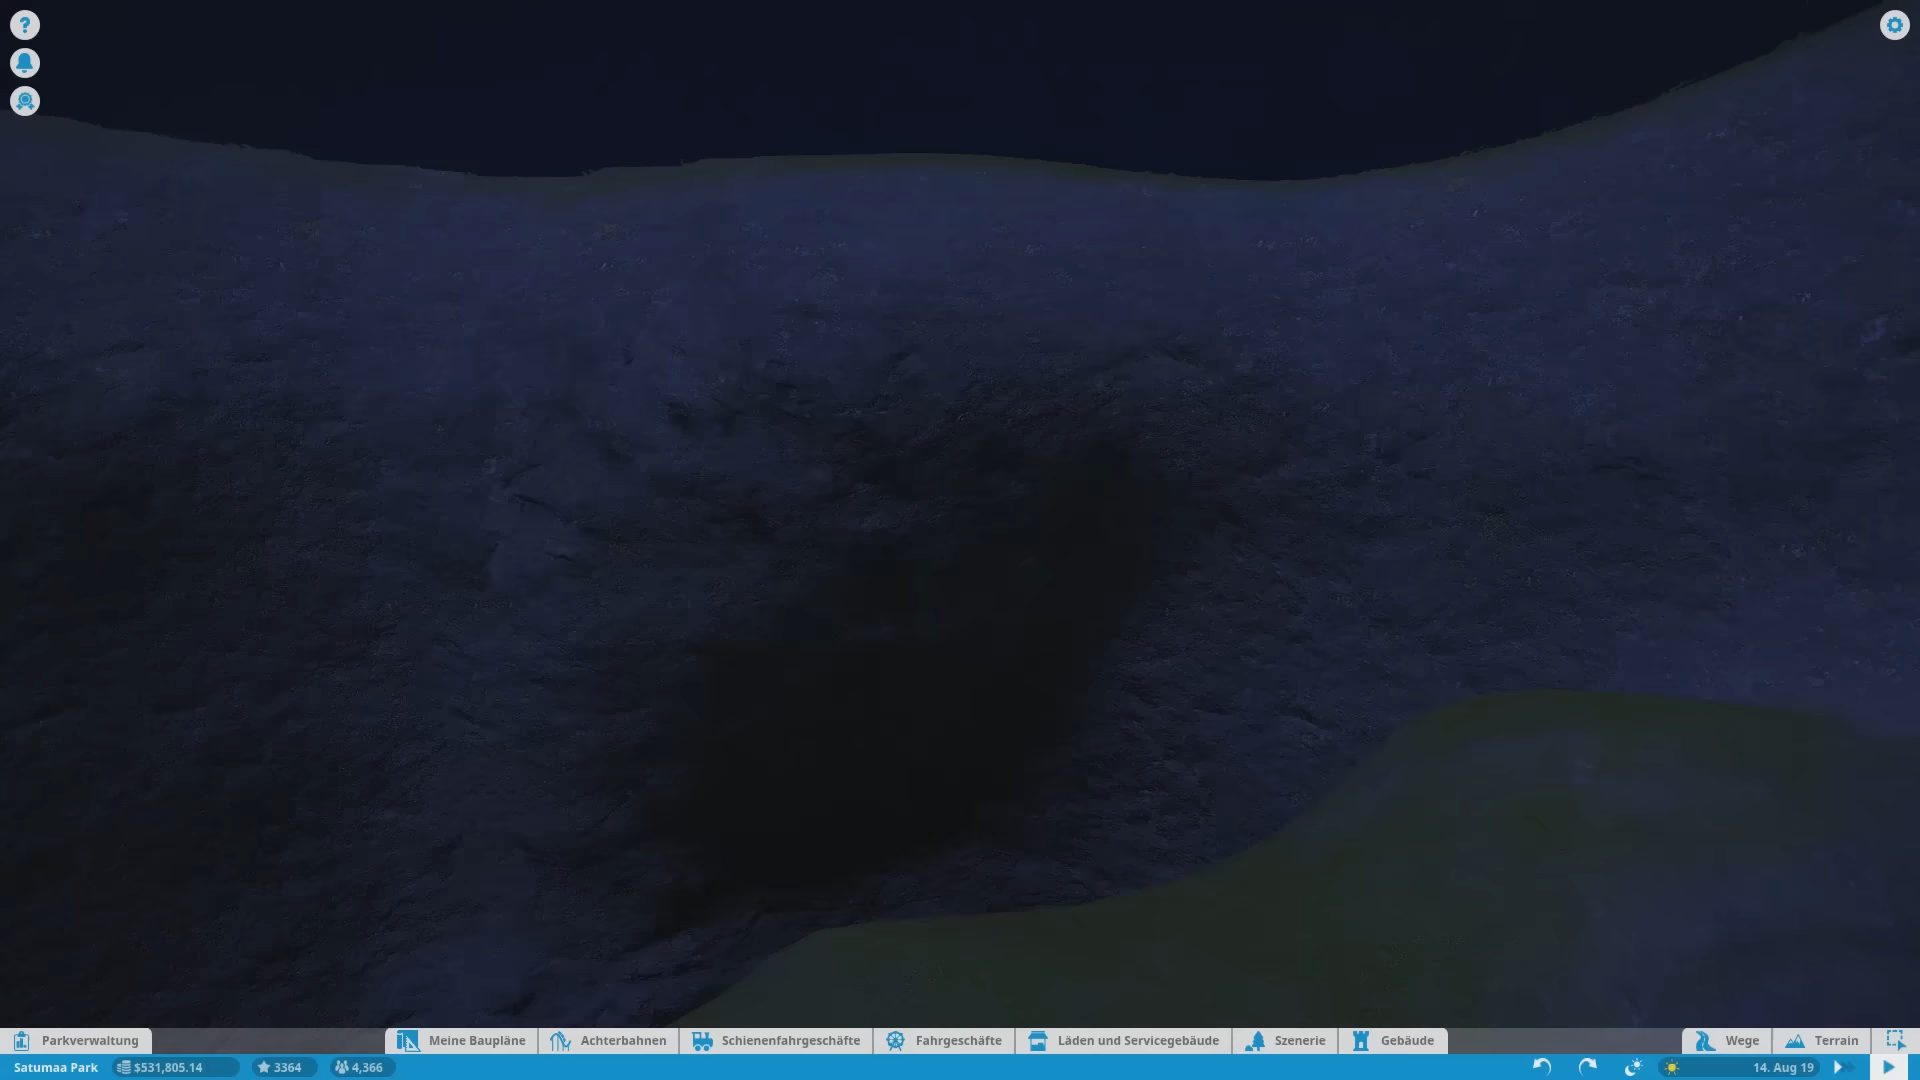 ?
Parkverwaltung
Meine Baupläne
Achterbahnen
Schienenfahrgeschäfte
Fahrgeschäfte
Läden und Servicegebäude
Szenerie
Gebäude
Wege
Terrain
Satumaa Park
$531,805.14
3364
4,366
14. Aug 19